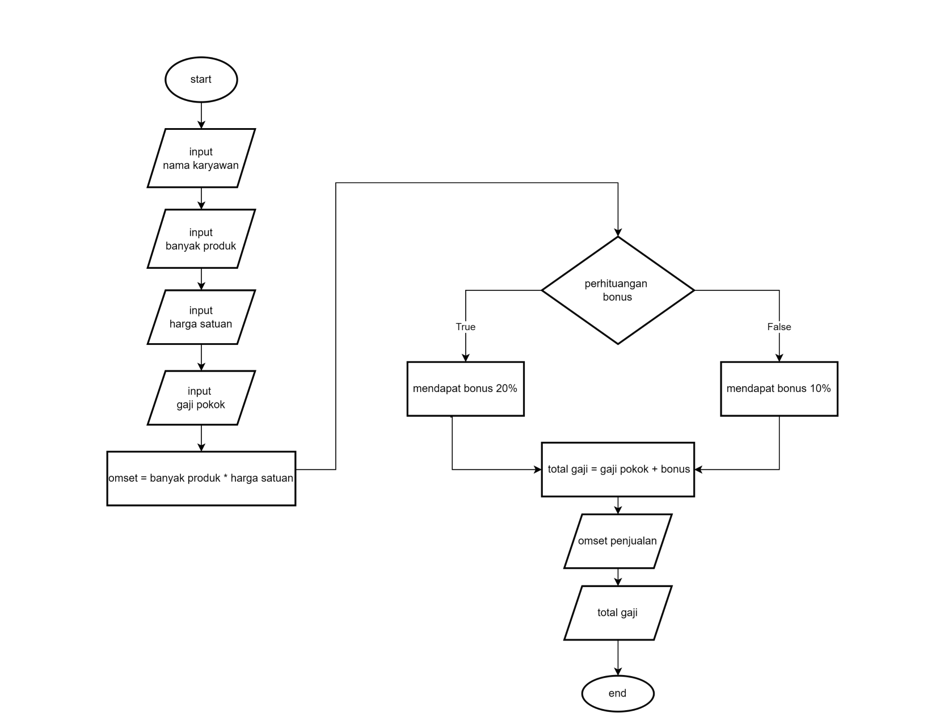 start
input
nama karyawan
input
banyak produk
input
harga satuan
input
gaji pokok
omset = banyak produk * harga satuan
perhituangan
bonus
True
False
mendapat bonus 20%
mendapat bonus 10%
total gaji = gaji pokok + bonus
omset penjualan
total gaji
end